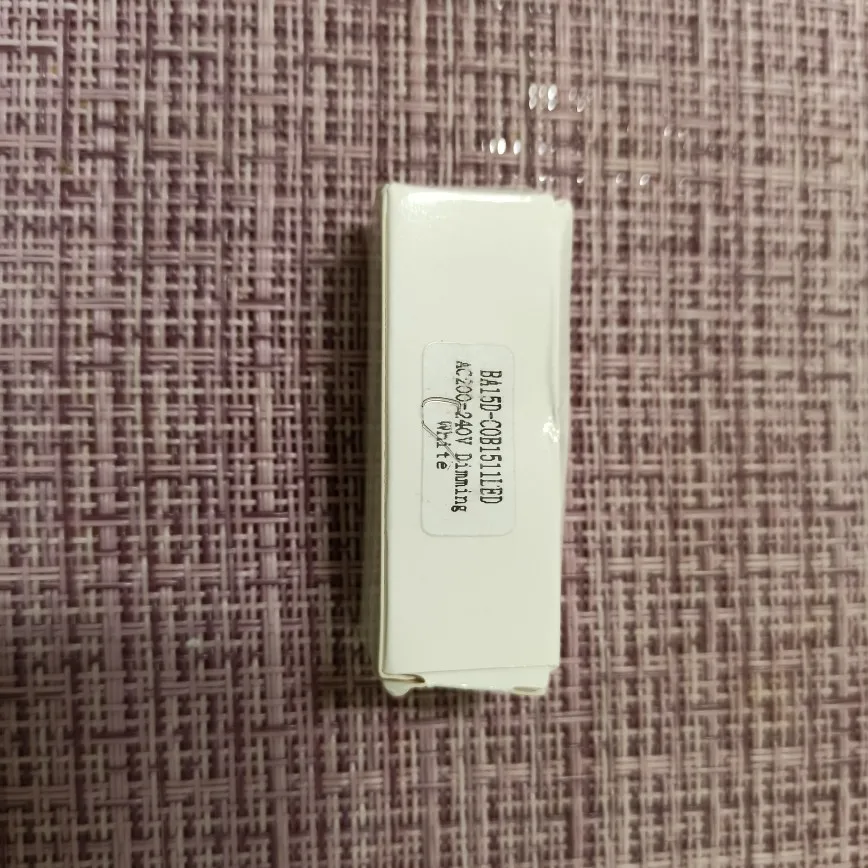 BA15D-COB1511LED
AC200-240V Dimming
White